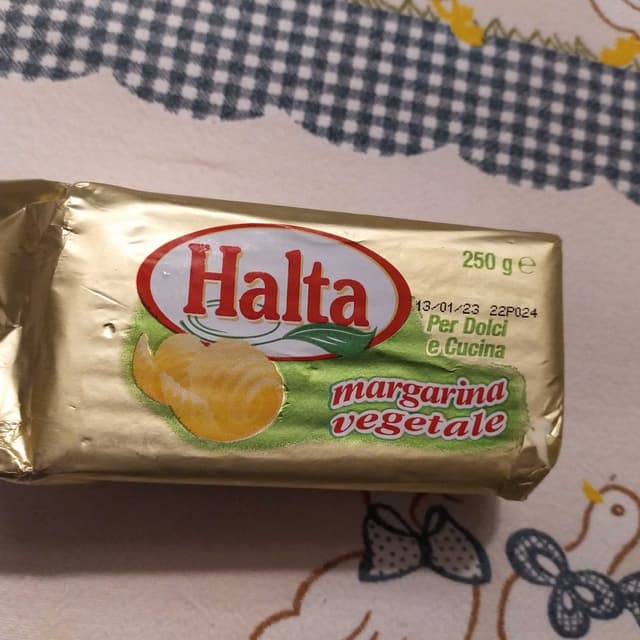 Halta
250 g e
13/01/23 22P024
Per Dolci
e Cucina
margarina
vegetale